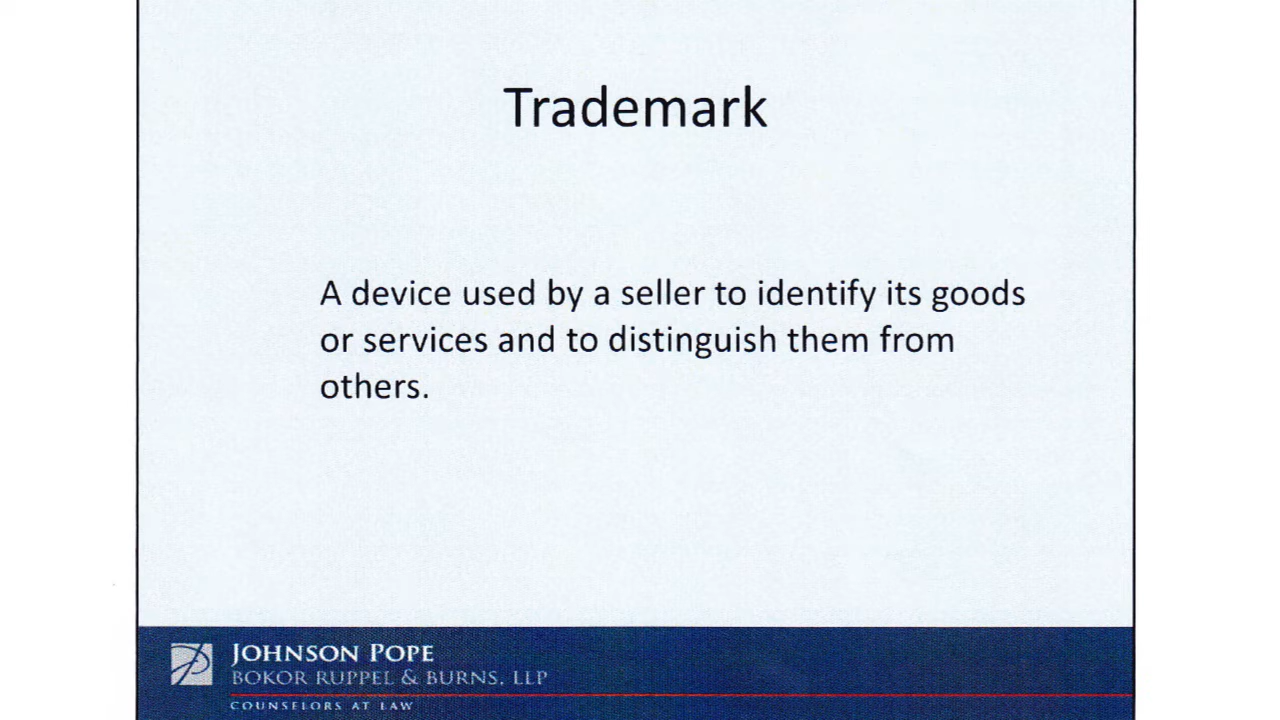 Trademark
A device used by a seller to identify its goods
or services and to distinguish them from
others.
JOHNSON POPE
BOKOR RUPPEL & BURNS, LLP
COUNSELORS AT LAW